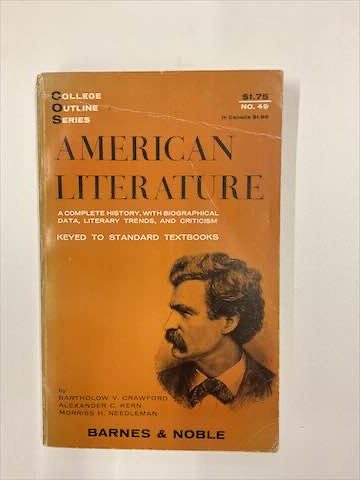 COLLEGE
OUTLINE
SERIES
$1.75
NO. 49
In Canada $1.95
AMERICAN
LITERATURE
A COMPLETE HISTORY, WITH BIOGRAPHICAL
DATA, LITERARY TRENDS, AND CRITICISM
KEYED TO STANDARD TEXTBOOKS
by
BARTHOLOW V. CRAWFORD
ALEXANDER C. KERN
MORRISS H. NEEDLEMAN
BARNES & NOBLE